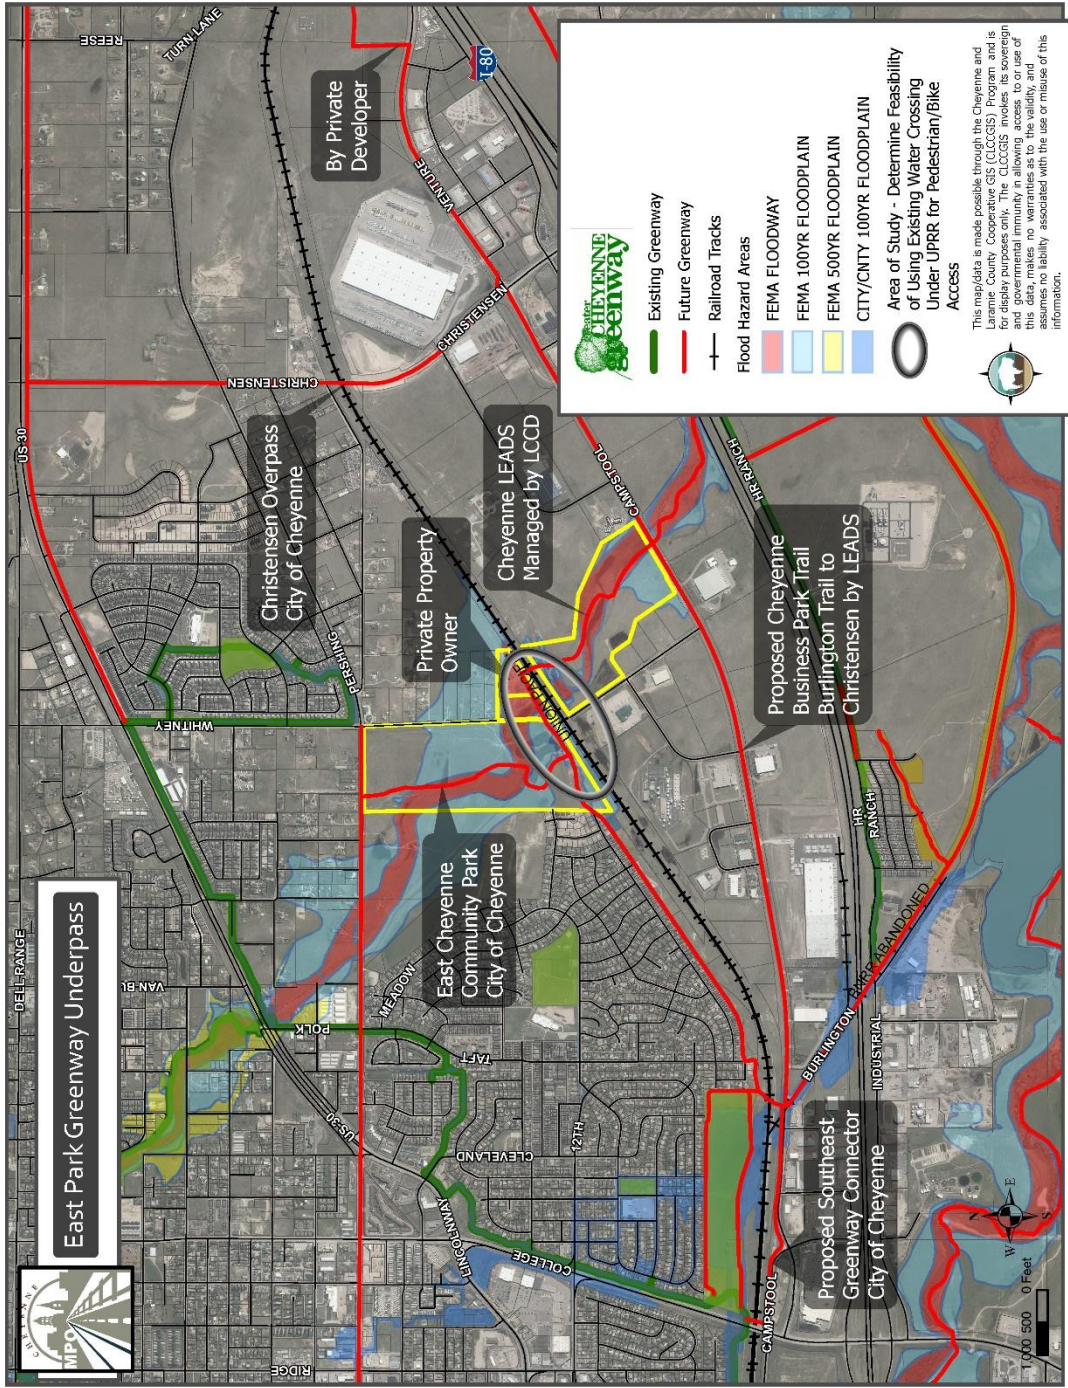 CHEYENNE
MPO
East Park Greenway Underpass
DELL RANGE
US-30
REESE
TURN LANE
VAN BU
WHITNEY
CHRISTENSEN
Christensen Overpass
City of Cheyenne
By Private
Developer
I-80
POLK
PERSHING
US-30
MEADOW
TAFT
East Cheyenne
Community Park
City of Cheyenne
Private Property
Owner
Cheyenne LEADS
Managed by LCCD
CHRISTENSEN
VENTURE
RIDGE
LINCOLNWAY
CLEVELAND
12TH
COLLEGE
UNION PACIFIC
CAMPSTOOL
Proposed Cheyenne
Business Park Trail
Burlington Trail to
Christensen by LEADS
HR RANCH
HR
RANCH
CAMPSTOOL
Proposed Southeast
Greenway Connector
City of Cheyenne
BURLINGTON
BURR ABANDONED
INDUSTRIAL
N
W
E
S
1,000 500 0 Feet
Greater
CHEYENNE
Greenway
Existing Greenway
Future Greenway
Railroad Tracks
Flood Hazard Areas
FEMA FLOODWAY
FEMA 100YR FLOODPLAIN
FEMA 500YR FLOODPLAIN
CITY/CNTY 100YR FLOODPLAIN
Area of Study - Determine Feasibility
of Using Existing Water Crossing
Under UPRR for Pedestrian/Bike
Access
This map/data is made possible through the Cheyenne and
Laramie County Cooperative GIS (CLCCGIS) Program and is
for display purposes only. The CLCCGIS invokes its sovereign
and governmental immunity in allowing access to or use of
this data, makes no warranties as to the validity, and
assumes no liability associated with the use or misuse of this
information.